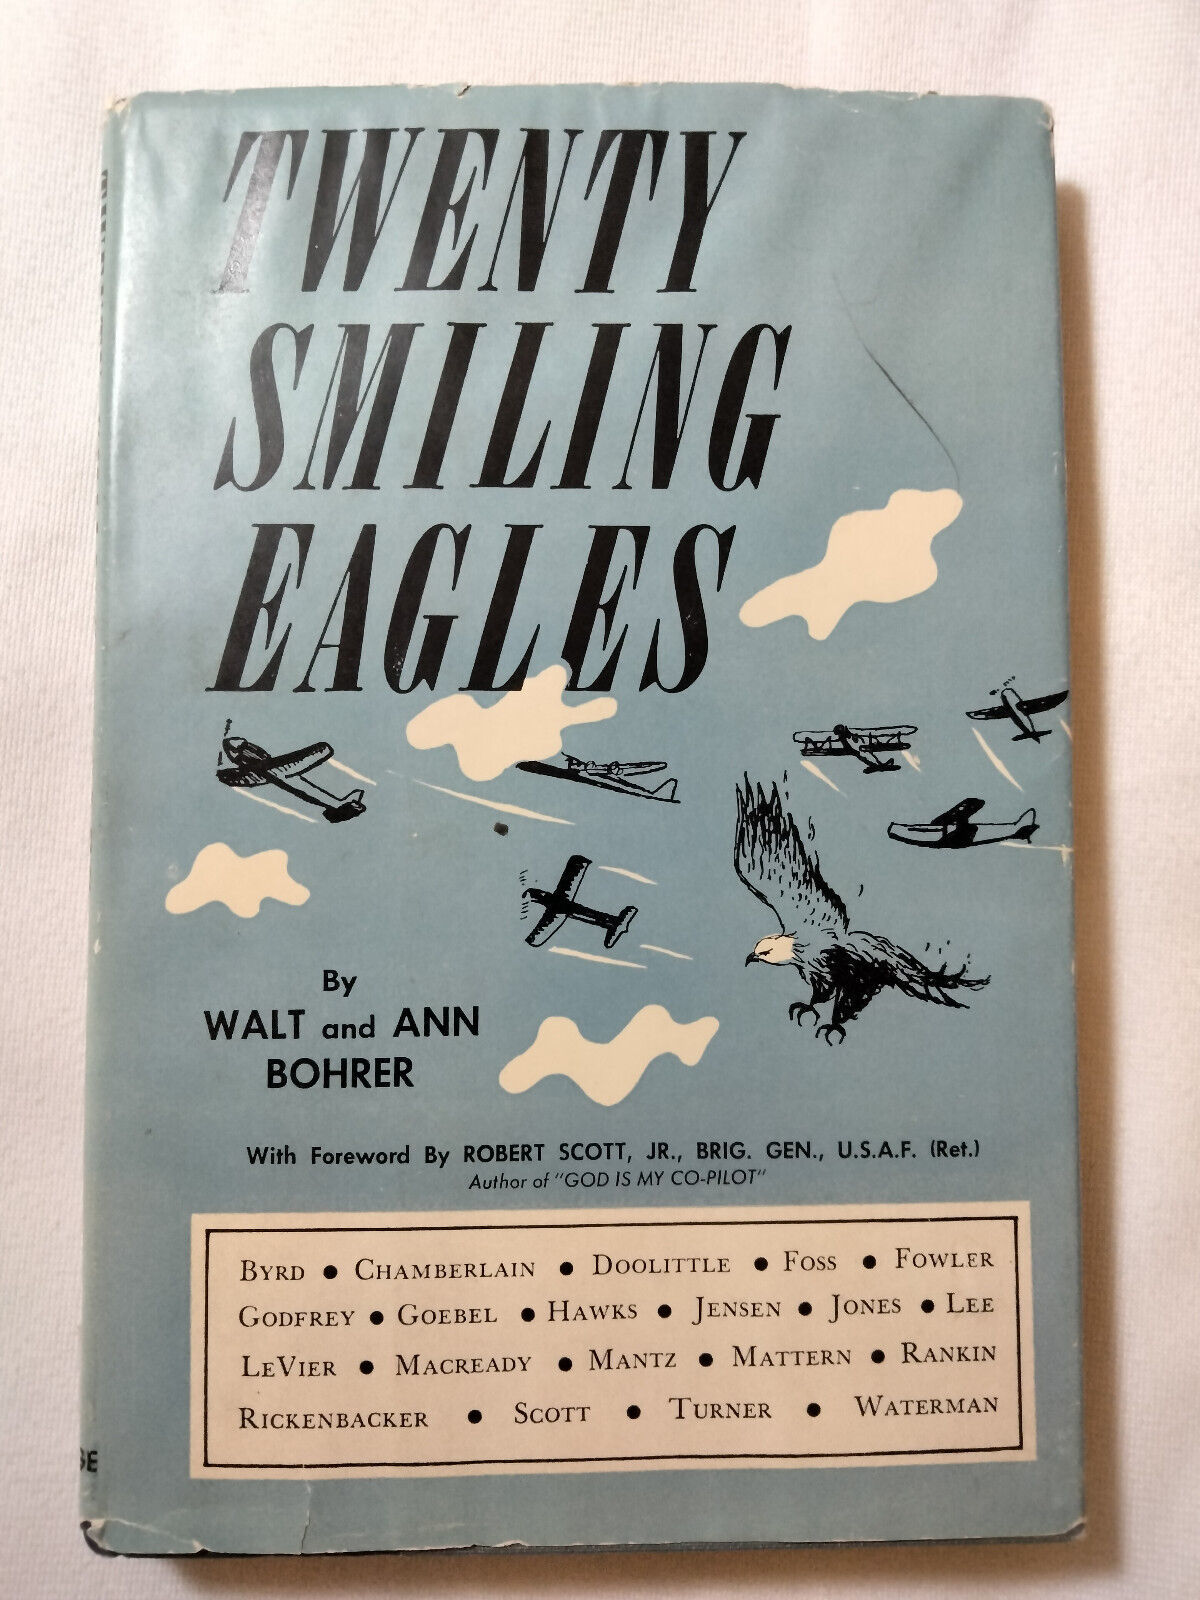 TWENTY
SMILING
EAGLES
By
WALT and ANN
BOHRER
With Foreword By ROBERT SCOTT, JR., BRIG. GEN., U.S.A.F. (Ret.)
Author of "GOD IS MY CO-PILOT"
BYRD • CHAMBERLAIN • DOOLITTLE • FOSS • FOWLER
GODFREY • GOEBEL • HAWKS • JENSEN • JONES • LEE
LEVIER • MACREADY • MANTZ • MATTERN • RANKIN
RICKENBACKER • SCOTT • TURNER • WATERMAN
GE